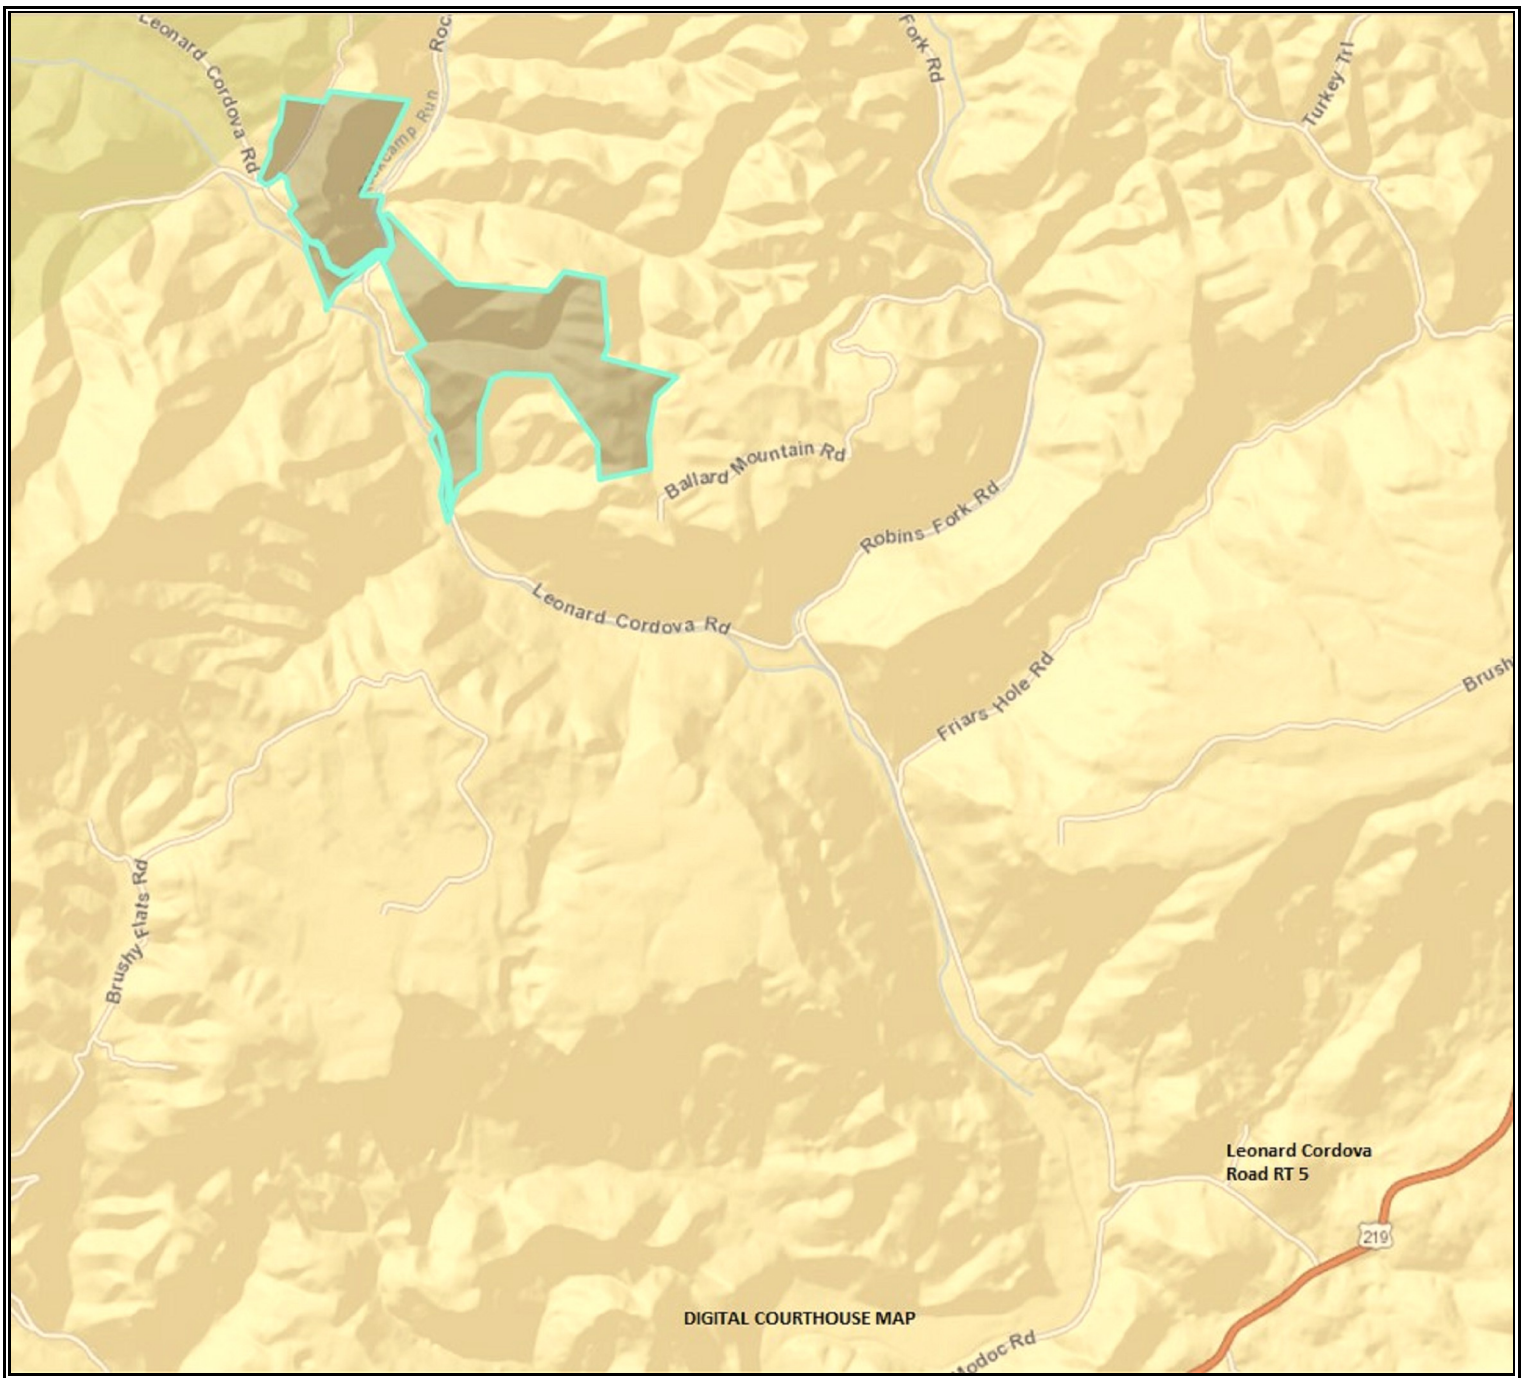 Leonard Cordova Rd
Roc
Fork Rd
Turkey Trl
camp Run
Ballard Mountain Rd
Robins Fork Rd
Leonard Cordova Rd
Friars Hole Rd
Brush
Brushy Flats Rd
Leonard Cordova
Road RT 5
219
DIGITAL COURTHOUSE MAP
Modoc Rd